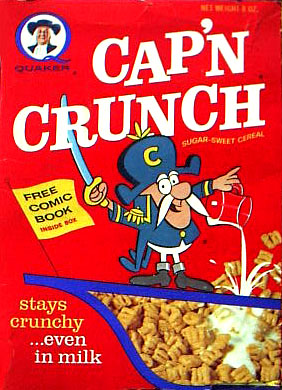 NET WEIGHT 8 OZ.
QUAKER
CAP'N
CRUNCH
SUGAR-SWEET CEREAL
C
FREE
COMIC
BOOK
INSIDE BOX
stays
crunchy
...even
in milk